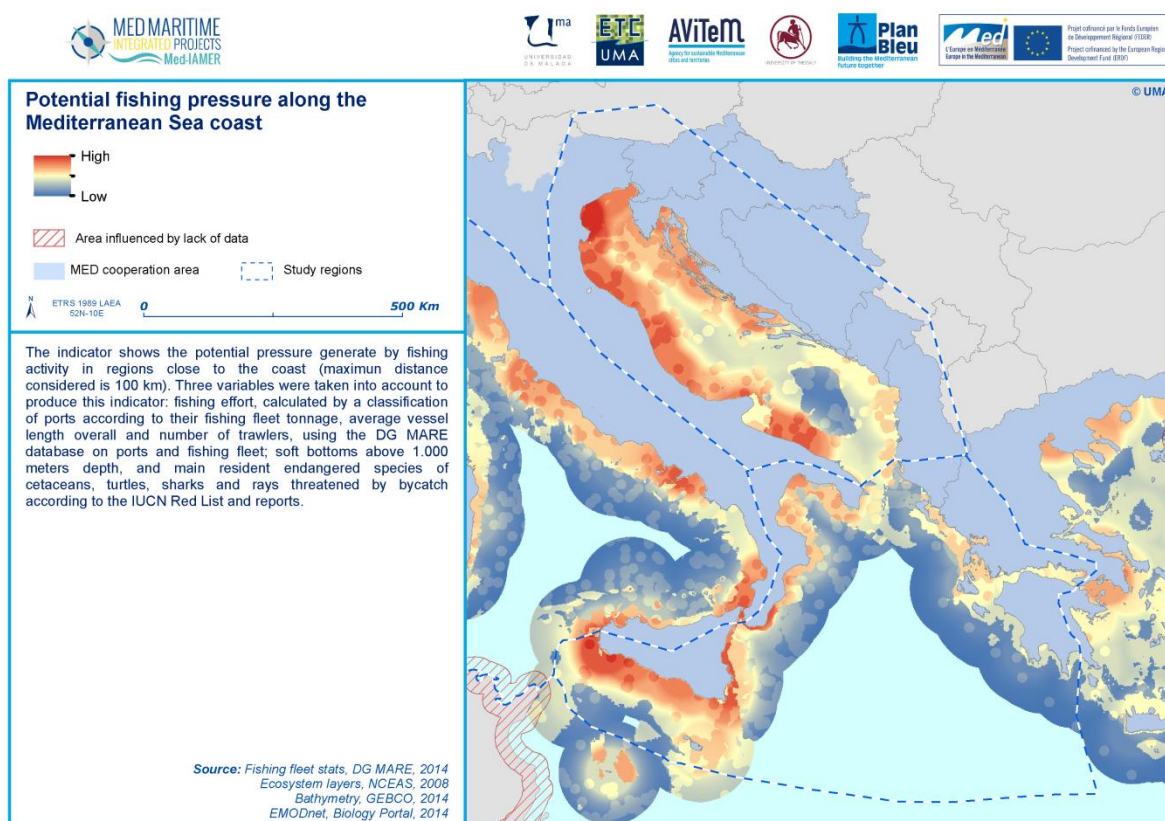 MED MARITIME
INTEGRATED PROJECTS
Med-IAMER
uma
UNIVERSIDAD
DE MÁLAGA
ETC
UMA
AViTeM
Agency for sustainable Mediterranean
cities and territories
UNIVERSITY OF THESSALY
Plan
Bleu
Building the Mediterranean
future together
Med
L'Europe en Méditerranée
Europe in the Mediterranean
Projet cofinancé par le Fonds Européen
de Développement Régional (FEDER)
Project cofinanced by the European Regional
Development Fund (ERDF)
Potential fishing pressure along the
Mediterranean Sea coast
High
Low
Area influenced by lack of data
MED cooperation area
Study regions
N
ETRS 1989 LAEA
52N-10E
0
500 Km
The indicator shows the potential pressure generate by fishing
activity in regions close to the coast (maximun distance
considered is 100 km). Three variables were taken into account to
produce this indicator: fishing effort, calculated by a classification
of ports according to their fishing fleet tonnage, average vessel
length overall and number of trawlers, using the DG MARE
database on ports and fishing fleet; soft bottoms above 1.000
meters depth, and main resident endangered species of
cetaceans, turtles, sharks and rays threatened by bycatch
according to the IUCN Red List and reports.
Source: Fishing fleet stats, DG MARE, 2014
Ecosystem layers, NCEAS, 2008
Bathymetry, GEBCO, 2014
EMODnet, Biology Portal, 2014
© UMA